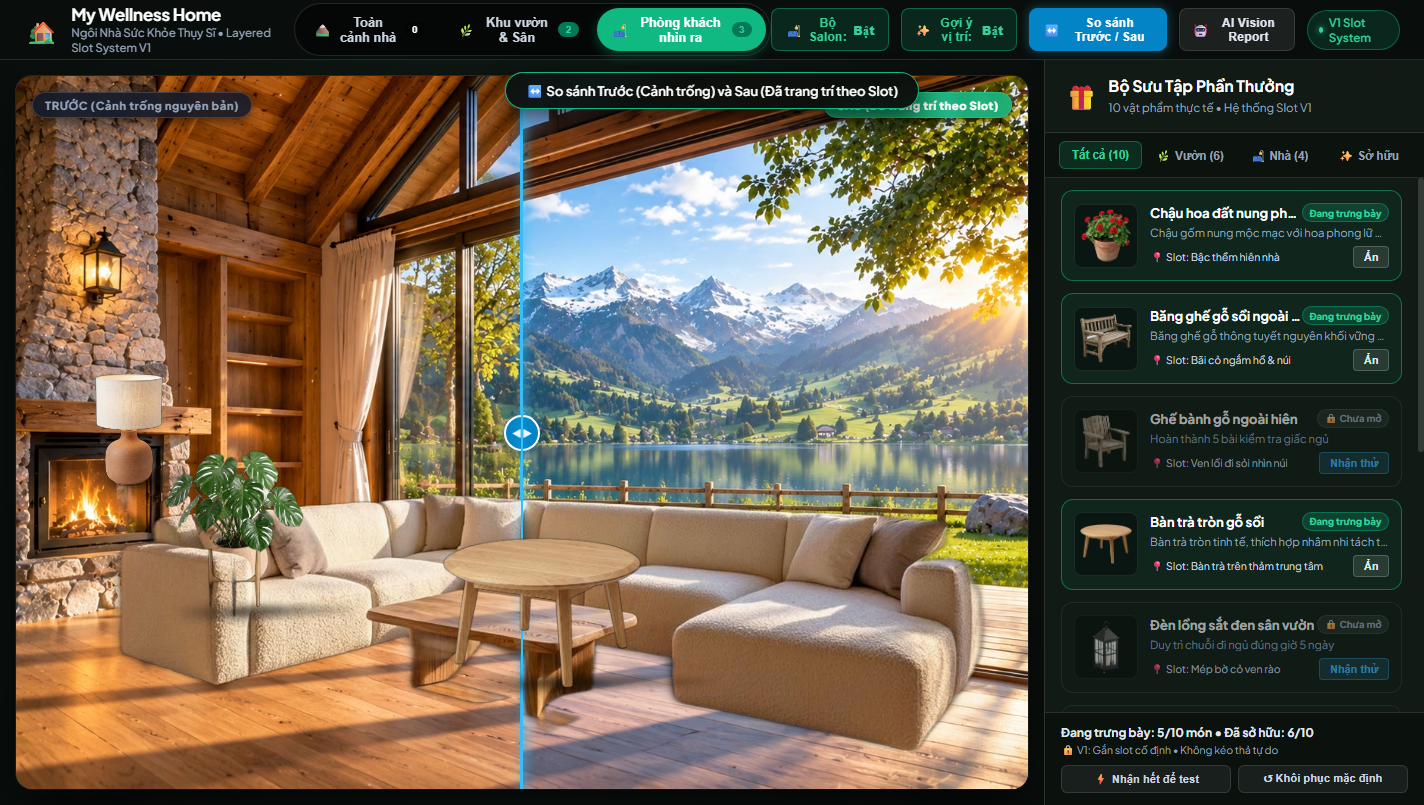 My Wellness Home
Ngôi Nhà Sức Khỏe Thụy Sĩ • Layered
Slot System V1
Toàn
cảnh nhà
0
Khu vườn
& Sân
2
Phòng khách
nhìn ra
3
Bộ
Salon:
Bật
Gợi ý
vị trí:
Bật
So sánh
Trước / Sau
AI Vision
Report
V1 Slot
System
TRƯỚC (Cảnh trống nguyên bản)
So sánh Trước (Cảnh trống) và Sau (Đã trang trí theo Slot)
trí theo Slot)
Bộ Sưu Tập Phần Thưởng
10 vật phẩm thực tế • Hệ thống Slot V1
Tất cả (10)
Vườn (6)
Nhà (4)
Sở hữu
Chậu hoa đất nung ph...
Đang trưng bày
Chậu gốm nung mộc mạc với hoa phong lữ ...
Slot: Bậc thềm hiên nhà
Ẩn
Băng ghế gỗ sồi ngoài ...
Đang trưng bày
Băng ghế gỗ thông tuyết nguyên khối vững ...
Slot: Bãi cỏ ngắm hồ & núi
Ẩn
Ghế bành gỗ ngoài hiên
Chưa mở
Hoàn thành 5 bài kiểm tra giấc ngủ
Slot: Ven lối đi sỏi nhìn núi
Nhận thử
Bàn trà tròn gỗ sồi
Đang trưng bày
Bàn trà tròn tinh tế, thích hợp nhâm nhi tách t...
Slot: Bàn trà trên thảm trung tâm
Ẩn
Đèn lồng sắt đen sân vườn
Chưa mở
Duy trì chuỗi đi ngủ đúng giờ 5 ngày
Slot: Mép bờ cỏ ven rào
Nhận thử
Đang trưng bày: 5/10 món • Đã sở hữu: 6/10
V1: Gắn slot cố định • Không kéo thả tự do
Nhận hết để test
↺ Khôi phục mặc định